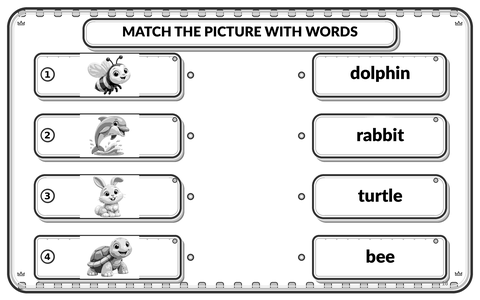 MATCH THE PICTURE WITH WORDS
1 dolphin
2 rabbit
3 turtle
4 bee